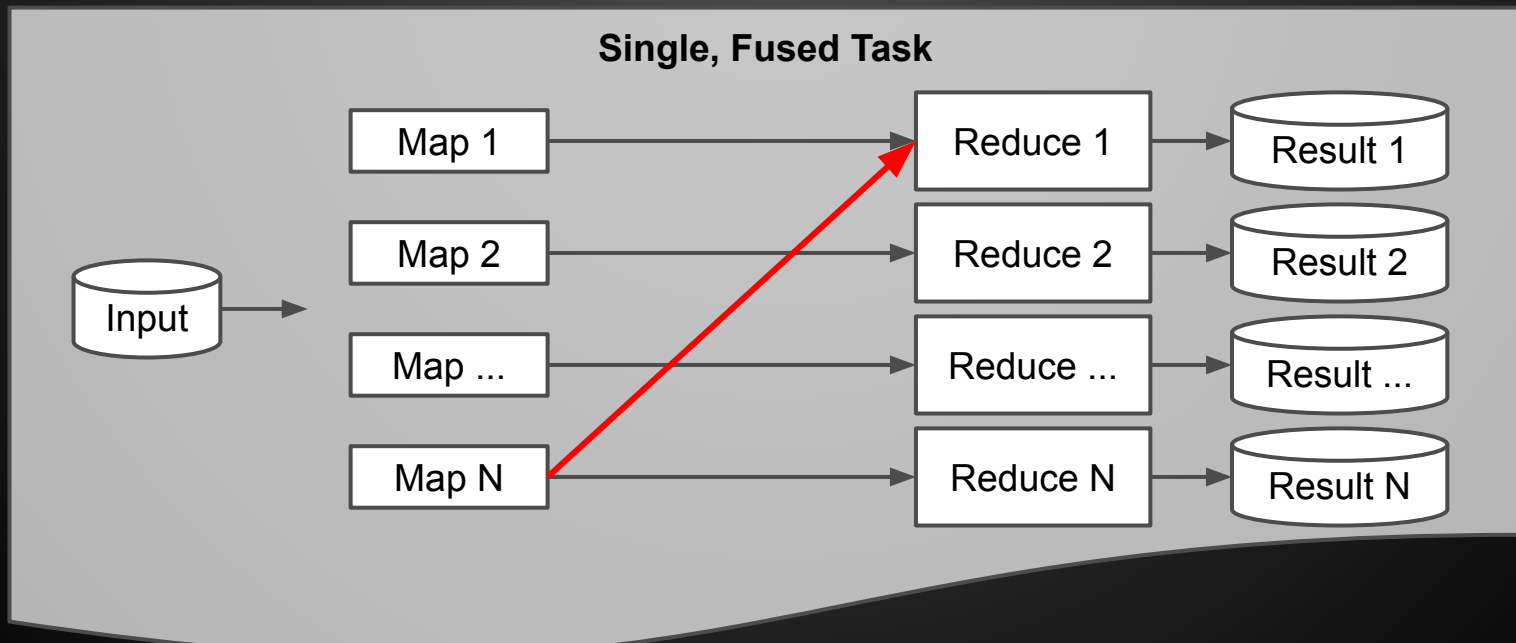 Single, Fused Task
Map 1
Reduce 1
Result 1
Map 2
Reduce 2
Result 2
Input
Map ...
Reduce ...
Result ...
Map N
Reduce N
Result N